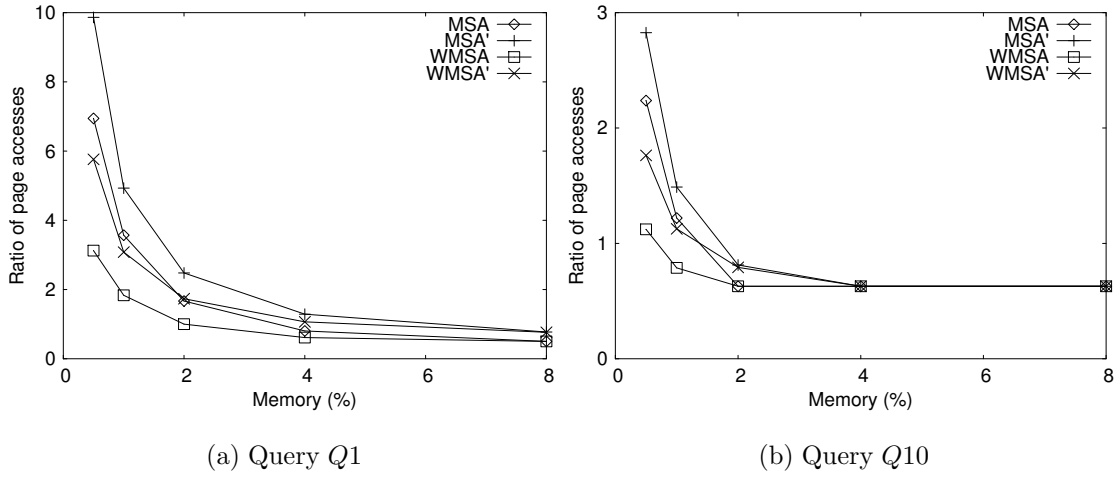 10
8
6
4
2
0
0 2 4 6 8
Ratio of page accesses
Memory (%)
MSA
MSA'
WMSA
WMSA'
(a) Query Q1
3
2
1
0
0 2 4 6 8
Ratio of page accesses
Memory (%)
MSA
MSA'
WMSA
WMSA'
(b) Query Q10